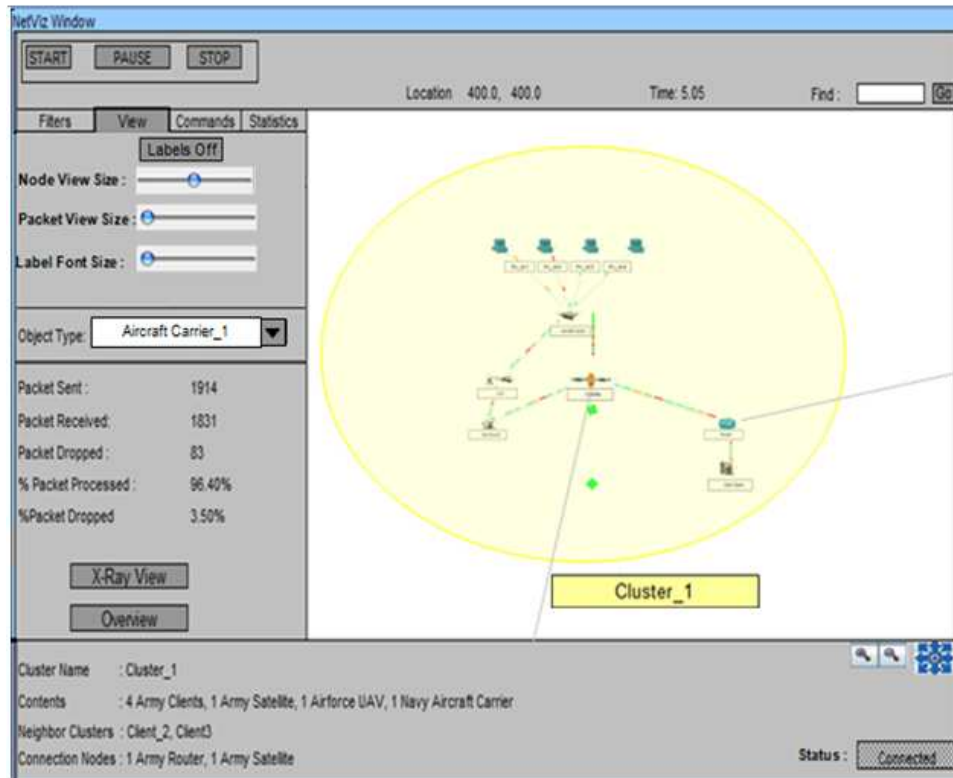 NetViz Window
START PAUSE STOP
Location 400.0, 400.0 Time: 5.05 Find : Go
Filters View Commands Statistics
Labels Off
Node View Size :
Packet View Size :
Label Font Size :
Object Type: Aircraft Carrier_1
Packet Sent : 1914
Packet Received: 1831
Packet Dropped : 83
% Packet Processed : 96.40%
%Packet Dropped 3.50%
X-Ray View
Overview
Cluster_1
Cluster Name : Cluster_1
Contents : 4 Army Clients, 1 Army Satellite, 1 Airforce UAV, 1 Navy Aircraft Carrier
Neighbor Clusters : Client_2, Client3
Connection Nodes : 1 Army Router, 1 Army Satellite
Status : Connected